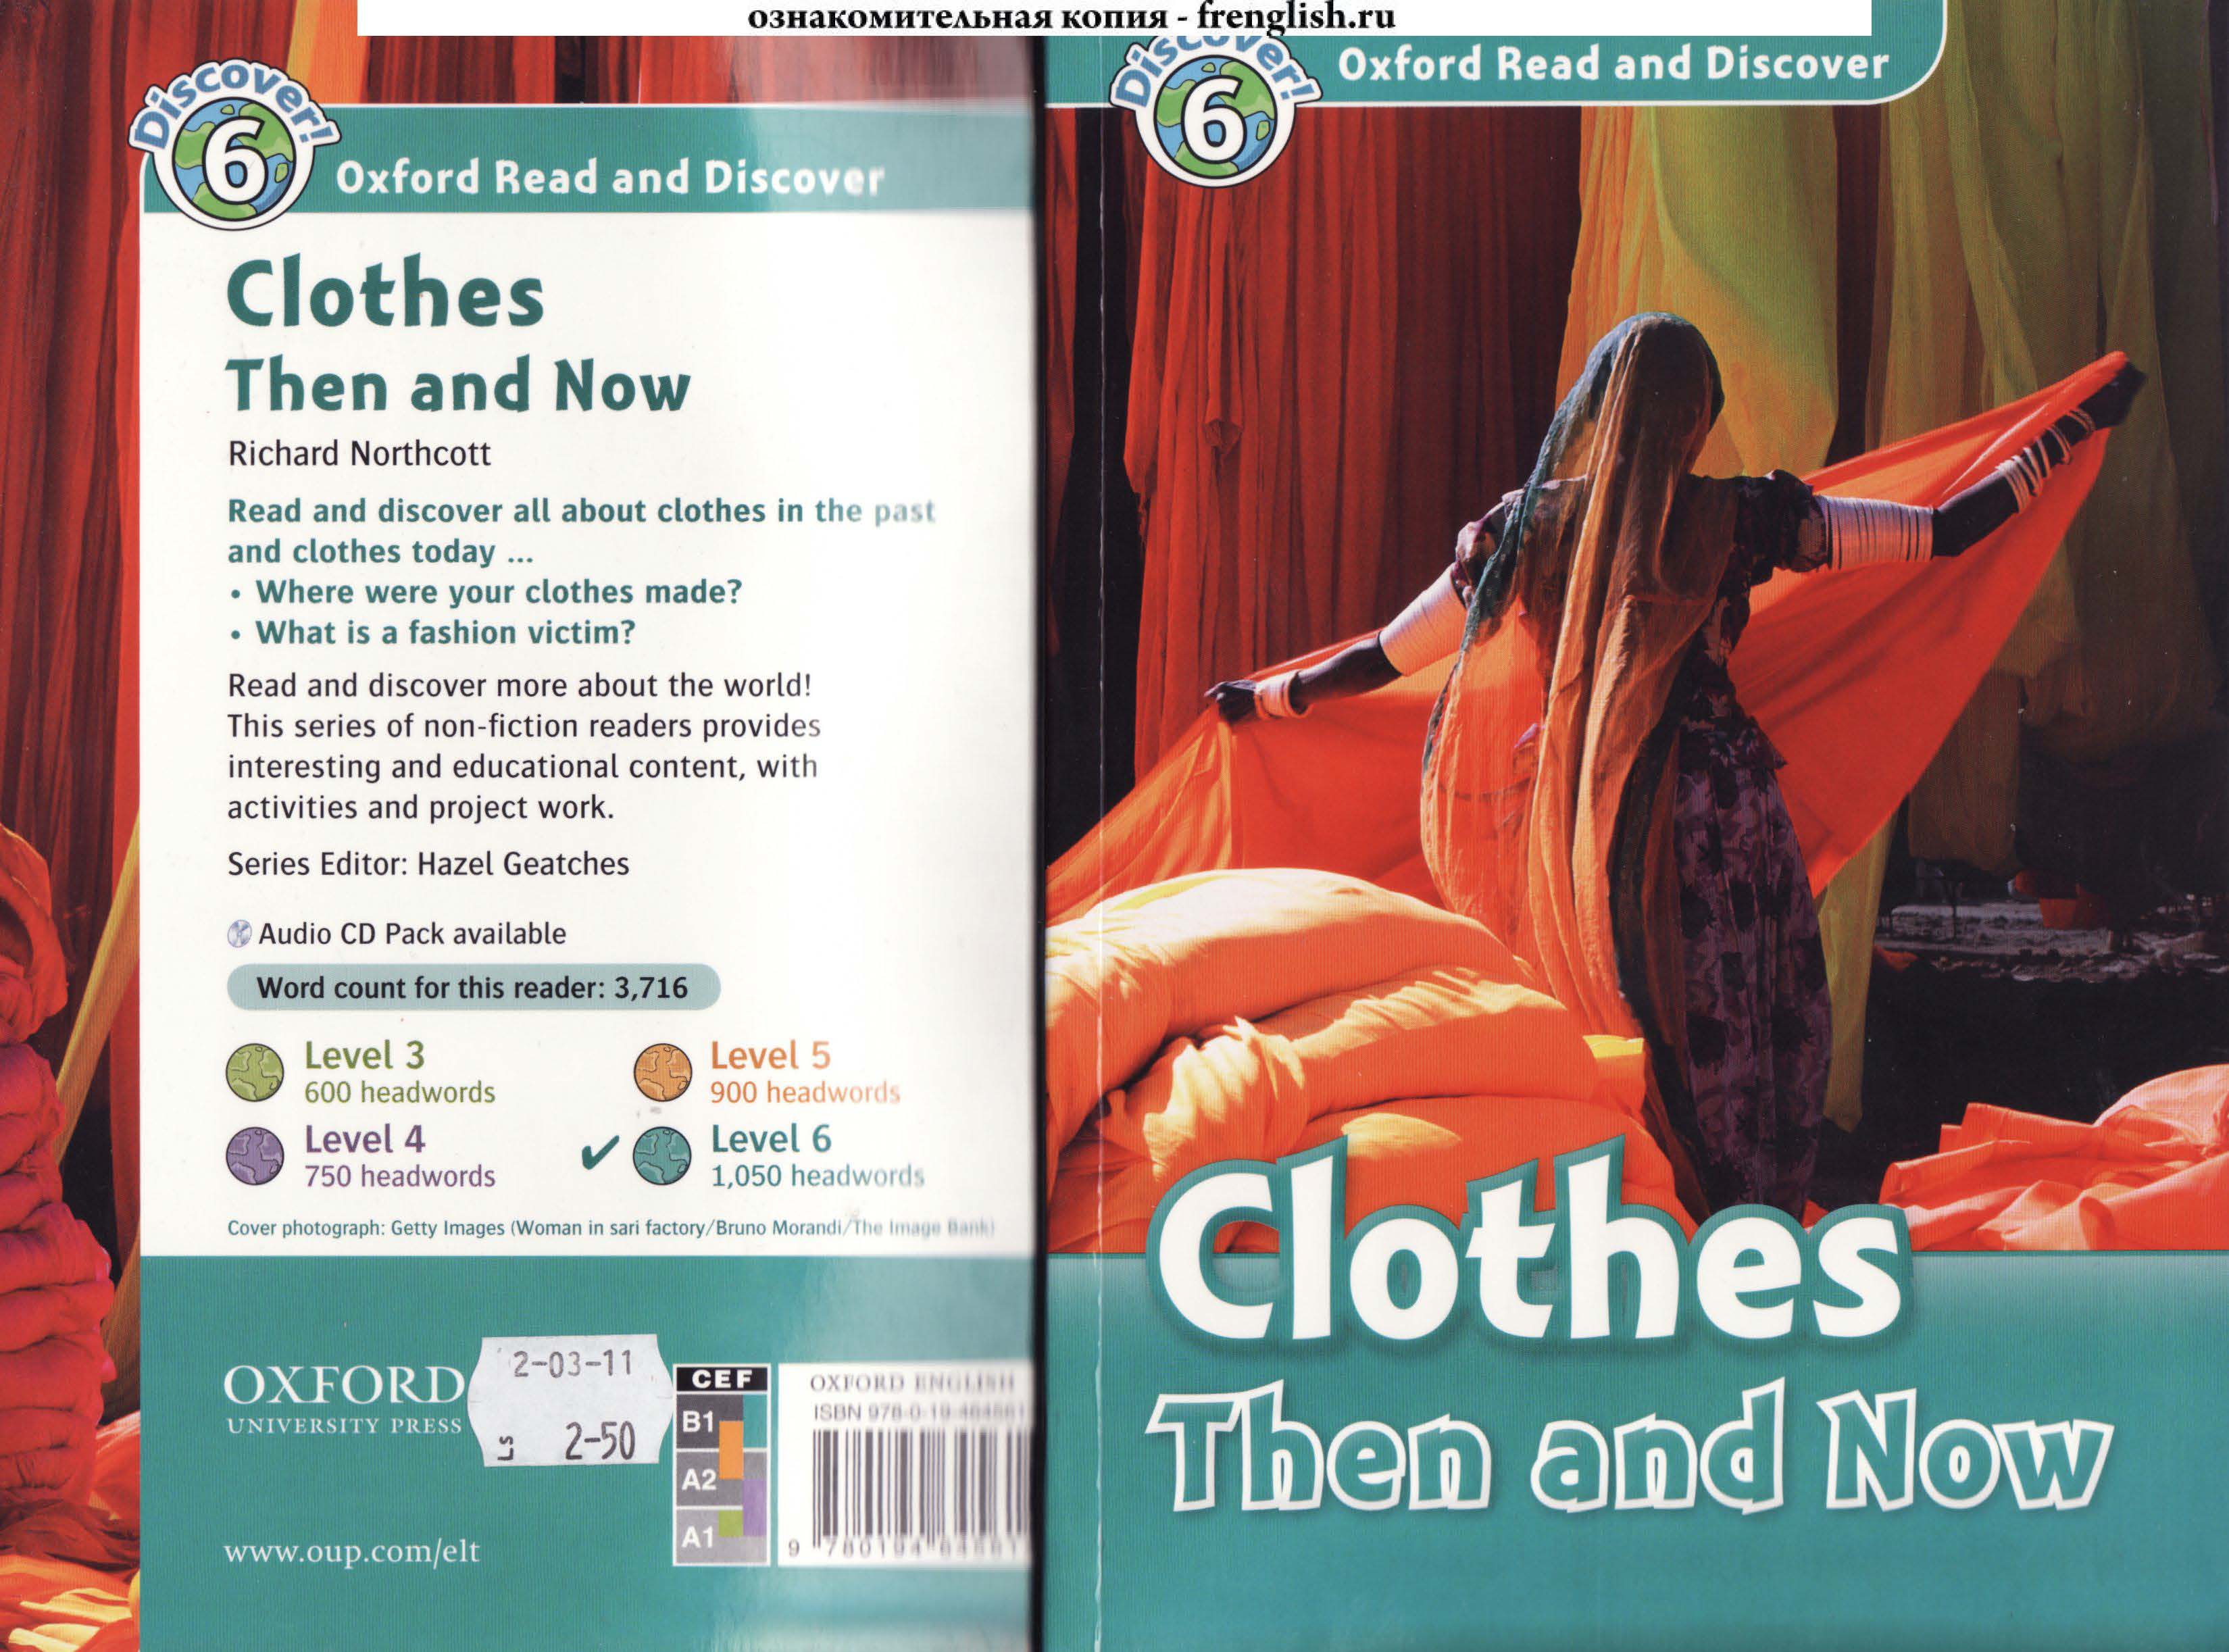 ознакомительная копия - frenglish.ru
Discover!
6
Oxford Read and Discover
Clothes
Then and Now
Richard Northcott
Read and discover all about clothes in the past
and clothes today ...
• Where were your clothes made?
• What is a fashion victim?
Read and discover more about the world!
This series of non-fiction readers provides
interesting and educational content, with
activities and project work.
Series Editor: Hazel Geatches
Audio CD Pack available
Word count for this reader: 3,716
Level 3
600 headwords
Level 4
750 headwords
Level 5
900 headwords
✔ Level 6
1,050 headwords
Cover photograph: Getty Images (Woman in sari factory/Bruno Morandi/The Image Bank)
OXFORD
UNIVERSITY PRESS
2-03-11
LS 2-50
www.oup.com/elt
CEF
B1
A2
A1
OXFORD ENGLISH
ISBN 978-0-19-
Discover!
6
Oxford Read and Discover
Clothes
Then and Now